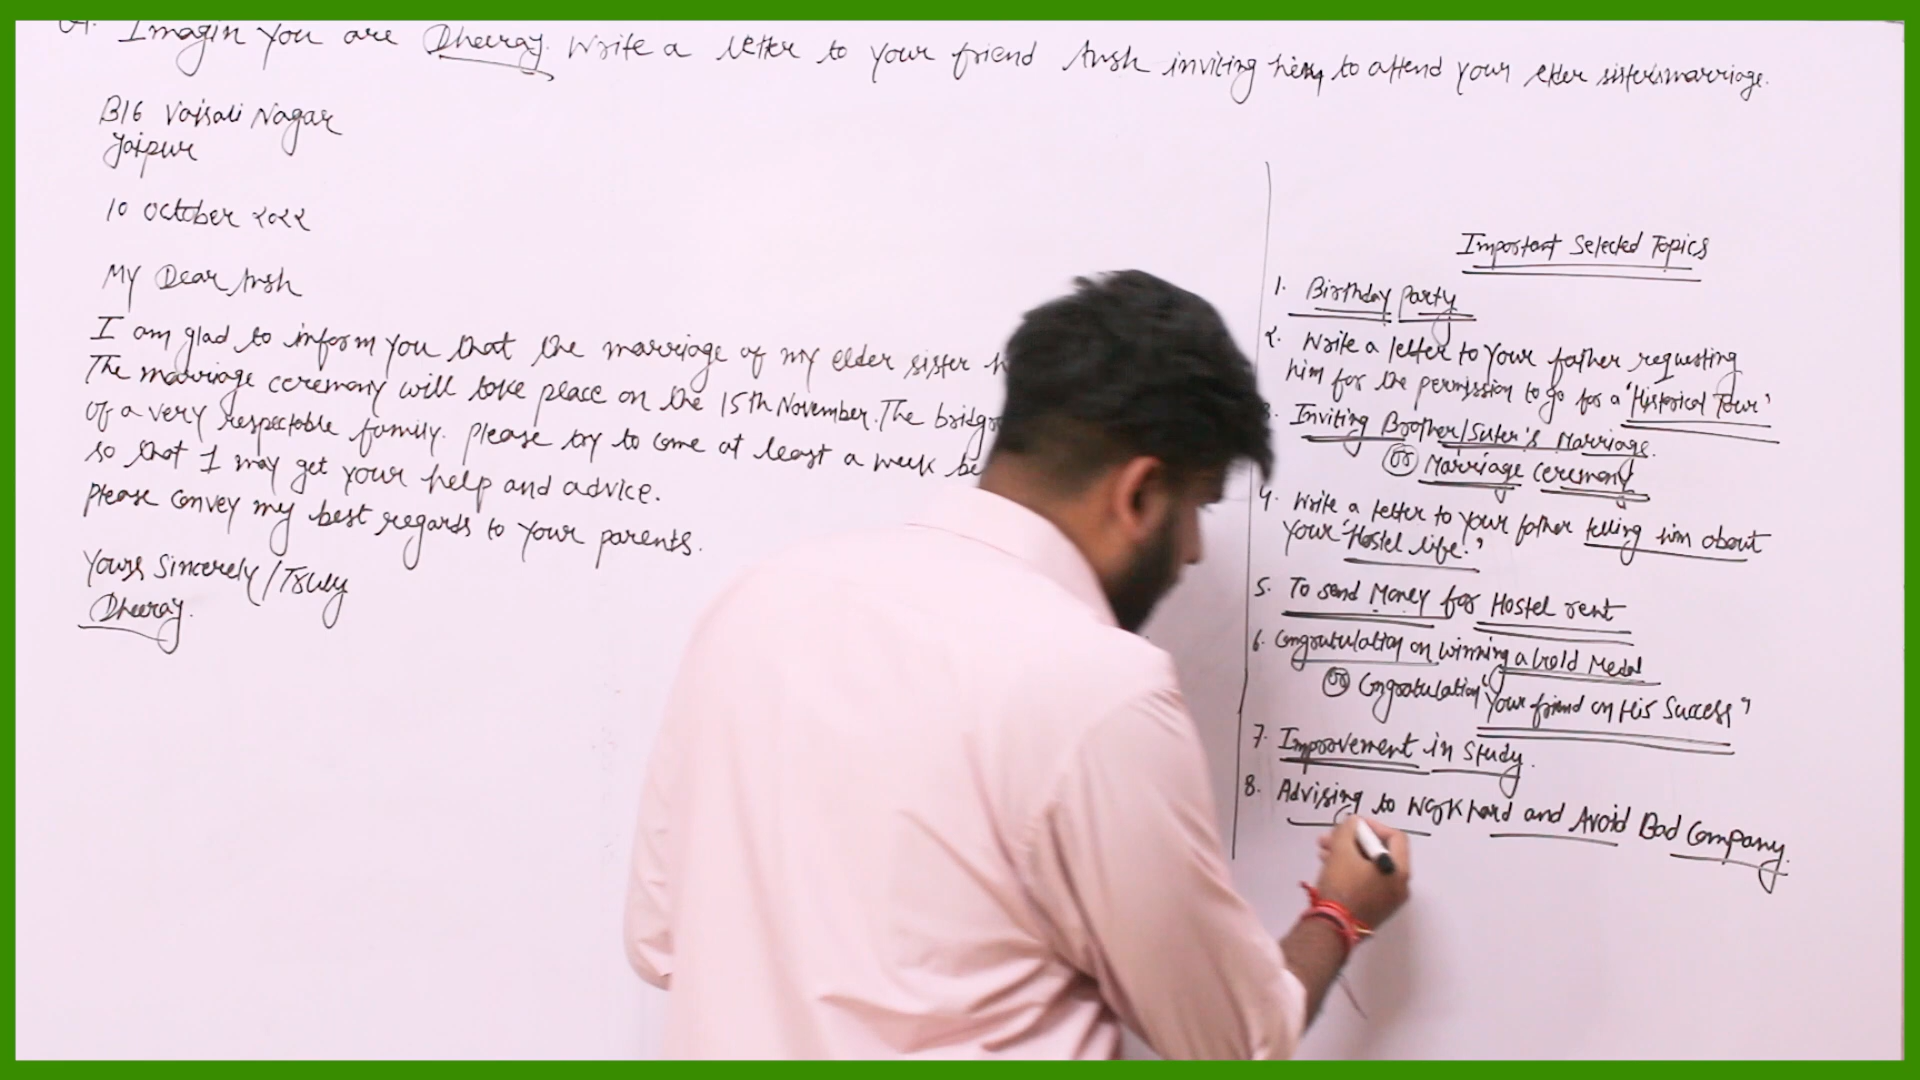 Imagin You are Dheeraj. Write a letter to your friend Ansh inviting him to attend your elder sister's marriage.
B16 Vaisali Nagar
Jaipur
10 October 2022
My Dear Ansh
I am glad to inform you that the marriage of my elder sister
The marriage ceremony will take place on the 15th November. The
of a very respectable family. please try to come at least a week
so that I may get your help and advice.
please convey my best regards to your parents.
Yours Sincerely/Truly
Dheeraj.
Important Selected Topics
1. Birthday party
2. Write a letter to your father requesting
him for the permission to go for a "Historical Tour"
3. Inviting Brother/Sister's Marriage.
or Marriage ceremony
4. Write a letter to your father telling him about
your "Hostel life."
5. To send Money for Hostel rent
6. Congratulation on winning a Gold Medal
or Congratulation "Your friend on His Success"
7. Improvement in Study.
8. Advising to Work hard and Avoid Bad Company.